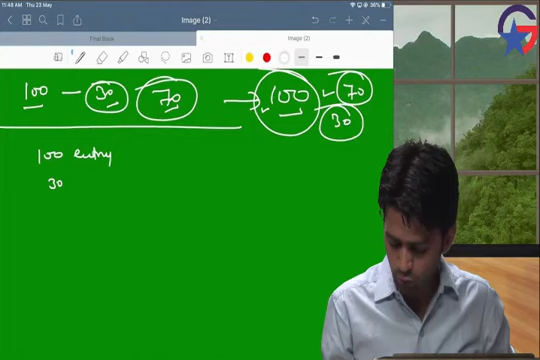 11:48 AM Thu 23 May
Image (2)
Final Book
Image (2)
100 — 30 70 → 100 70
30
100 entry
30
G